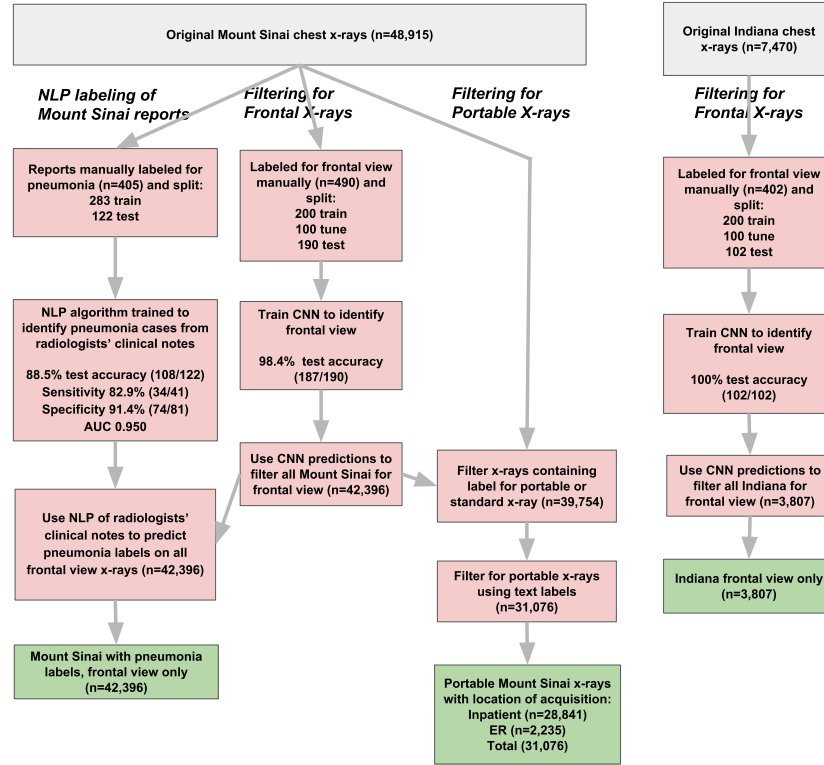 Original Mount Sinai chest x-rays (n=48,915)
NLP labeling of
Mount Sinai reports
Filtering for
Frontal X-rays
Filtering for
Portable X-rays
Reports manually labeled for
pneumonia (n=405) and split:
283 train
122 test
NLP algorithm trained to
identify pneumonia cases from
radiologists' clinical notes
88.5% test accuracy (108/122)
Sensitivity 82.9% (34/41)
Specificity 91.4% (74/81)
AUC 0.950
Use NLP of radiologists'
clinical notes to predict
pneumonia labels on all
frontal view x-rays (n=42,396)
Mount Sinai with pneumonia
labels, frontal view only
(n=42,396)
Labeled for frontal view
manually (n=490) and
split:
200 train
100 tune
190 test
Train CNN to identify
frontal view
98.4% test accuracy
(187/190)
Use CNN predictions to
filter all Mount Sinai for
frontal view (n=42,396)
Filter x-rays containing
label for portable or
standard x-ray (n=39,754)
Filter for portable x-rays
using text labels
(n=31,076)
Portable Mount Sinai x-rays
with location of acquisition:
Inpatient (n=28,841)
ER (n=2,235)
Total (31,076)
Original Indiana chest
x-rays (n=7,470)
Filtering for
Frontal X-rays
Labeled for frontal view
manually (n=402) and
split:
200 train
100 tune
102 test
Train CNN to identify
frontal view
100% test accuracy
(102/102)
Use CNN predictions to
filter all Indiana for
frontal view (n=3,807)
Indiana frontal view only
(n=3,807)